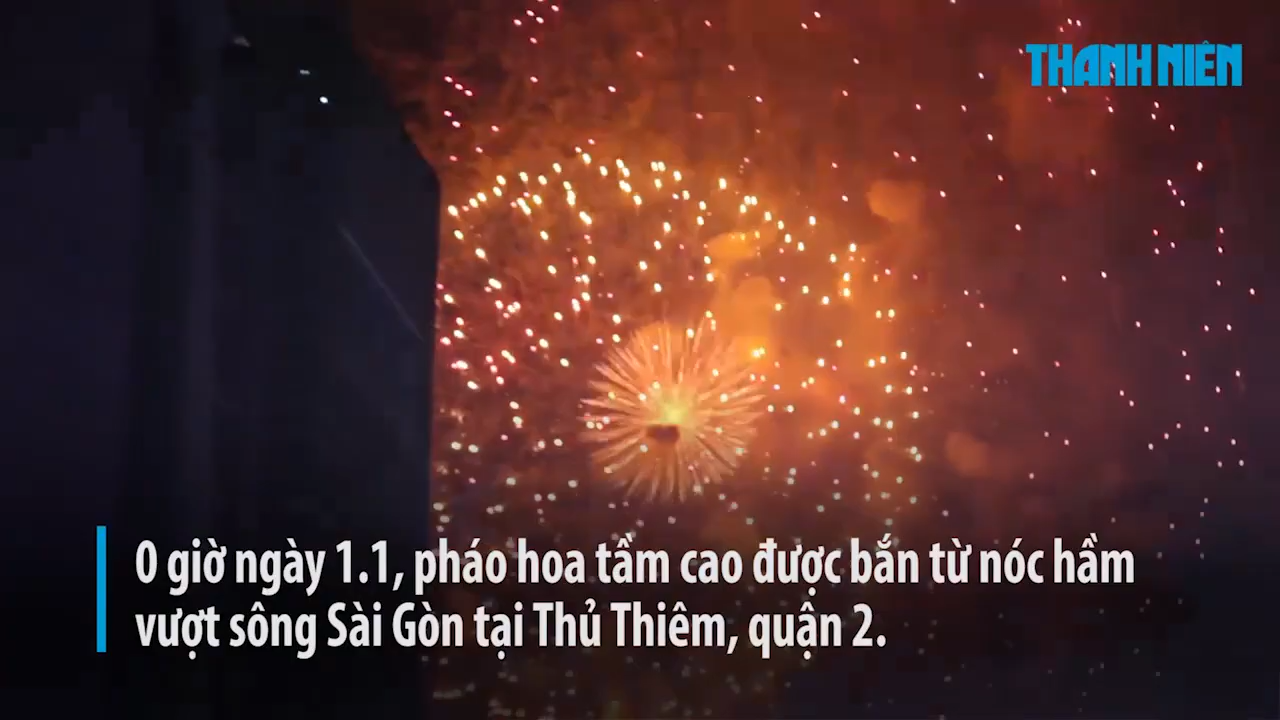 THANH NIÊN
0 giờ ngày 1.1, pháo hoa tầm cao được bắn từ nóc hầm
vượt sông Sài Gòn tại Thủ Thiêm, quận 2.